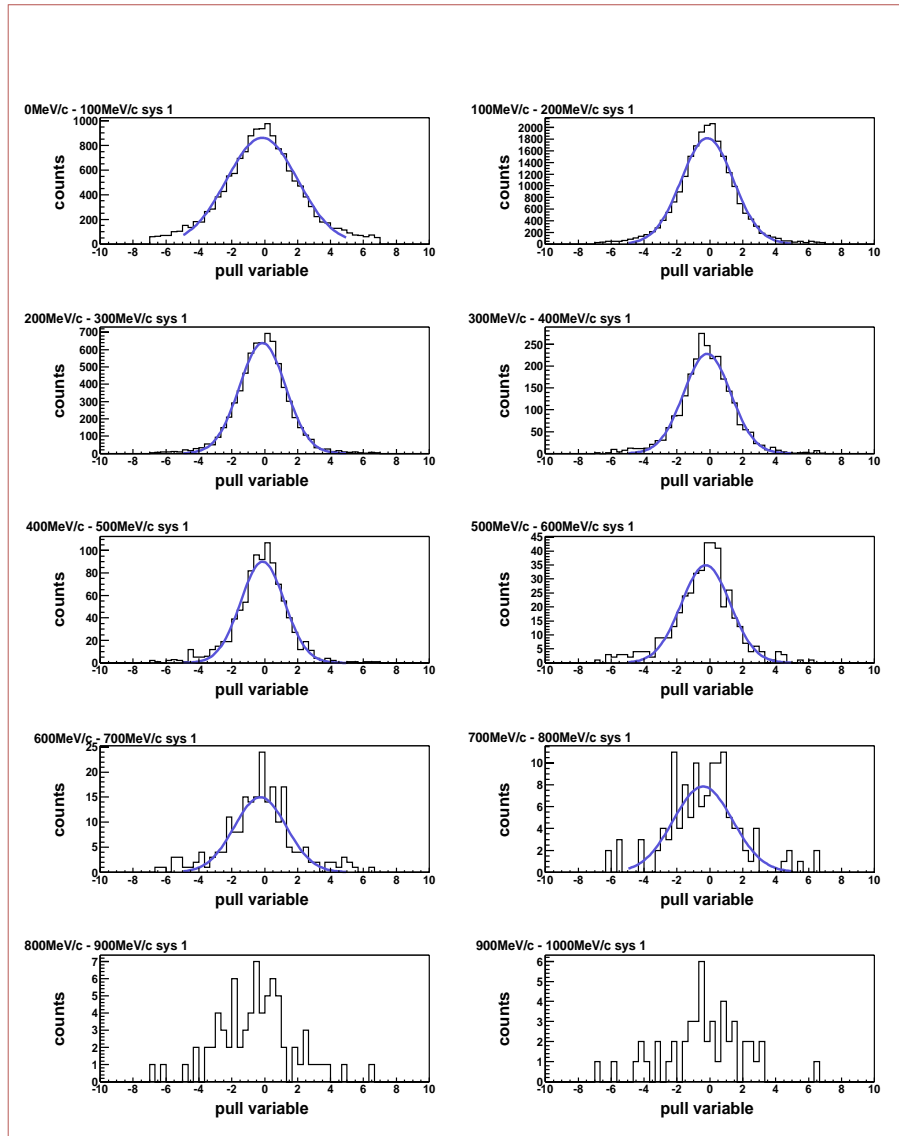 0MeV/c - 100MeV/c sys 1
counts
1000
800
600
400
200
0
-10 -8 -6 -4 -2 0 2 4 6 8 10
pull variable
100MeV/c - 200MeV/c sys 1
counts
2000
1800
1600
1400
1200
1000
800
600
400
200
0
-10 -8 -6 -4 -2 0 2 4 6 8 10
pull variable
200MeV/c - 300MeV/c sys 1
counts
700
600
500
400
300
200
100
0
-10 -8 -6 -4 -2 0 2 4 6 8 10
pull variable
300MeV/c - 400MeV/c sys 1
counts
250
200
150
100
50
0
-10 -8 -6 -4 -2 0 2 4 6 8 10
pull variable
400MeV/c - 500MeV/c sys 1
counts
100
80
60
40
20
0
-10 -8 -6 -4 -2 0 2 4 6 8 10
pull variable
500MeV/c - 600MeV/c sys 1
counts
45
40
35
30
25
20
15
10
5
0
-10 -8 -6 -4 -2 0 2 4 6 8 10
pull variable
600MeV/c - 700MeV/c sys 1
counts
25
20
15
10
5
0
-10 -8 -6 -4 -2 0 2 4 6 8 10
pull variable
700MeV/c - 800MeV/c sys 1
counts
10
8
6
4
2
0
-10 -8 -6 -4 -2 0 2 4 6 8 10
pull variable
800MeV/c - 900MeV/c sys 1
counts
7
6
5
4
3
2
1
0
-10 -8 -6 -4 -2 0 2 4 6 8 10
pull variable
900MeV/c - 1000MeV/c sys 1
counts
6
5
4
3
2
1
0
-10 -8 -6 -4 -2 0 2 4 6 8 10
pull variable